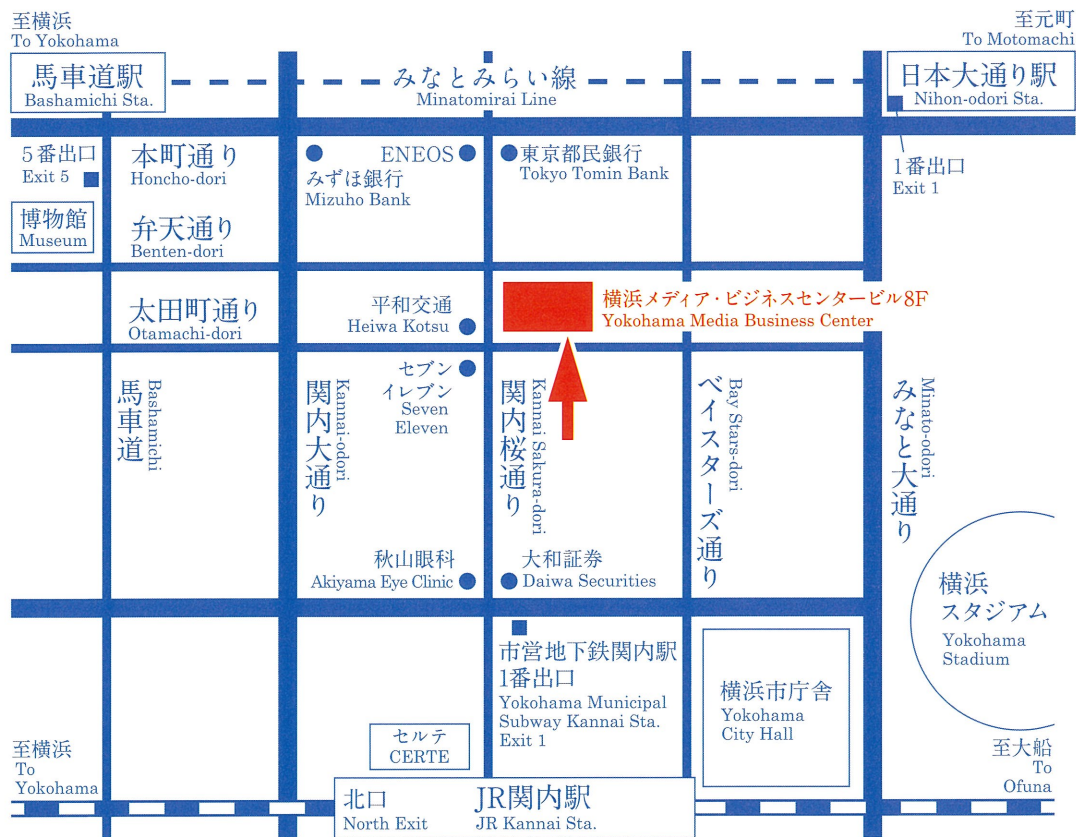 至横浜
To Yokohama
至元町
To Motomachi
馬車道駅
Bashamichi Sta.
みなとみらい線
Minatomirai Line
日本大通り駅
Nihon-odori Sta.
5番出口
Exit 5
本町通り
Honcho-dori
みずほ銀行
Mizuho Bank
ENEOS
東京都民銀行
Tokyo Tomin Bank
1番出口
Exit 1
博物館
Museum
弁天通り
Benten-dori
太田町通り
Otamachi-dori
平和交通
Heiwa Kotsu
横浜メディア・ビジネスセンタービル8F
Yokohama Media Business Center
セブン
イレブン
Seven
Eleven
馬車道
Bashamichi
関内大通り
Kannai-odori
関内桜通り
Kannai Sakura-dori
ベイスターズ通り
Bay Stars-dori
みなと大通り
Minato-odori
秋山眼科
Akiyama Eye Clinic
大和証券
Daiwa Securities
横浜
スタジアム
Yokohama
Stadium
市営地下鉄関内駅
1番出口
Yokohama Municipal
Subway Kannai Sta.
Exit 1
横浜市庁舎
Yokohama
City Hall
セルテ
CERTE
至横浜
To
Yokohama
至大船
To
Ofuna
北口
North Exit
JR関内駅
JR Kannai Sta.